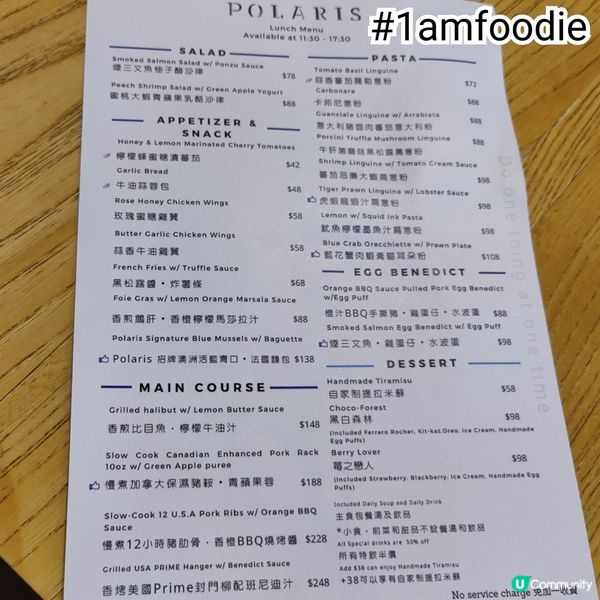 #1amfoodie
POLARIS
Lunch Menu
Available at 11:30 - 17:30
SALAD
Smoked Salmon Salad w/ Ponzu Sauce
煙三文魚柚子醋沙律 $78
Peach Shrimp Salad w/ Green Apple Yogurt
蜜桃大蝦青蘋果乳酪沙律 $88
APPETIZER &
SNACK
Honey & Lemon Marinated Cherry Tomatoes
檸檬蜂蜜糖漬蕃茄 $42
Garlic Bread
牛油蒜蓉包 $48
Rose Honey Chicken Wings
玫瑰蜜糖雞翼 $58
Butter Garlic Chicken Wings
蒜香牛油雞翼 $58
French Fries w/ Truffle Sauce
黑松露醬・炸薯條 $68
Foie Gras w/ Lemon Orange Marsala Sauce
香煎鵝肝・香橙檸檬馬莎拉汁 $88
Polaris Signature Blue Mussels w/ Baguette
Polaris 招牌澳洲活藍青口・法國麵包 $138
MAIN COURSE
Grilled halibut w/ Lemon Butter Sauce
香煎比目魚・檸檬牛油汁 $148
Slow Cook Canadian Enhanced Pork Rack
10oz w/ Green Apple puree
慢煮加拿大保濕豬鞍・青蘋果蓉 $188
Slow-Cook 12 U.S.A Pork Ribs w/ Orange BBQ
Sauce
慢煮12小時豬肋骨・香橙BBQ燒烤醬 $228
Grilled USA PRIME Hanger w/ Benedict Sauce
香烤美國Prime封門柳配班尼迪汁 $248
PASTA
Tomato Basil Linguine
蒜香蕃茄羅勒意粉 $72
Carbonara
卡邦尼意粉 $88
Guanciale Linguine w/ Arrabiata
意大利豬面肉蕃茄意大利粉 $88
Porcini Truffle Mushroom Linguine
牛肝菌蘑菇黑松露扁意粉 $88
Shrimp Linguine w/ Tomato Cream Sauce
蕃茄忌廉大蝦扁意粉 $98
Tiger Prawn Linguine w/ Lobster Sauce
虎蝦龍蝦汁扁意粉 $98
Lemon w/ Squid Ink Pasta
魷魚檸檬墨魚汁扁意粉 $98
Blue Crab Orecchiette w/ Prawn Plate
藍花蟹肉蝦膏貓耳朵粉 $108
EGG BENEDICT
Orange BBQ Sauce Pulled Pork Egg Benedict
w/Egg Puff
橙汁BBQ手撕豬・雞蛋仔・水波蛋 $88
Smoked Salmon Egg Benedict w/ Egg Puff
煙三文魚・雞蛋仔・水波蛋 $88
DESSERT
Handmade Tiramisu
自家制提拉米蘇 $58
Choco-Forest
黑白森林 $98
(Included Ferrero Rocher, Kit-kat,Oreo, Ice Cream, Handmade
Egg Puffs)
Berry Lover
莓之戀人 $98
(Included Strawberry, Blackberry, Ice Cream, Handmade Egg
Puffs)
Included Daily Soup and Daily Drink
主食包餐湯及飲品
*小食，前菜和甜品不設餐湯和飲品
All Special drinks are 50% off
所有特飲半價
Add $38 can enjoy Handmade Tiramisu
+38可以享有自家制提拉米蘇
No service charge 免加一收費
Do one thing at one time
U Community